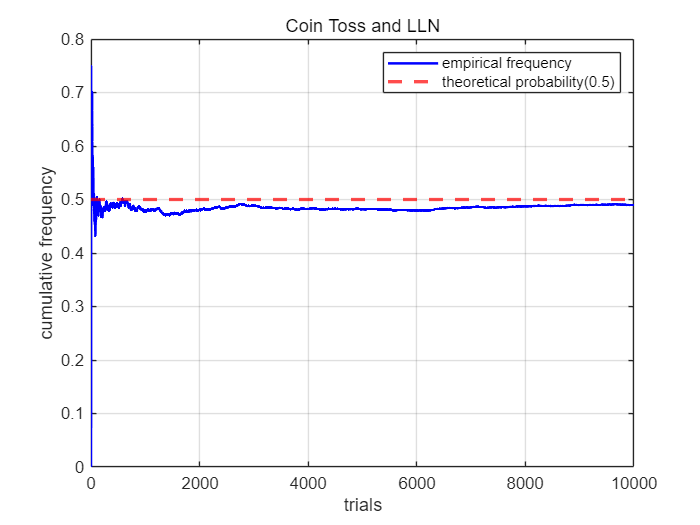 Coin Toss and LLN
empirical frequency
theoretical probability(0.5)
cumulative frequency
0.8
0.7
0.6
0.5
0.4
0.3
0.2
0.1
0
0 2000 4000 6000 8000 10000
trials